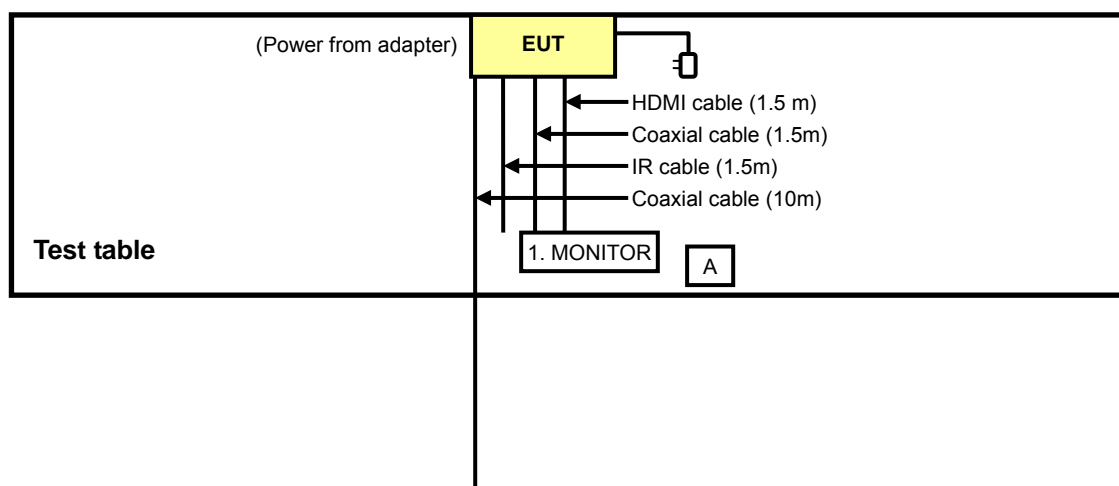 (Power from adapter)
EUT
HDMI cable (1.5 m)
Coaxial cable (1.5m)
IR cable (1.5m)
Coaxial cable (10m)
Test table
1. MONITOR
A